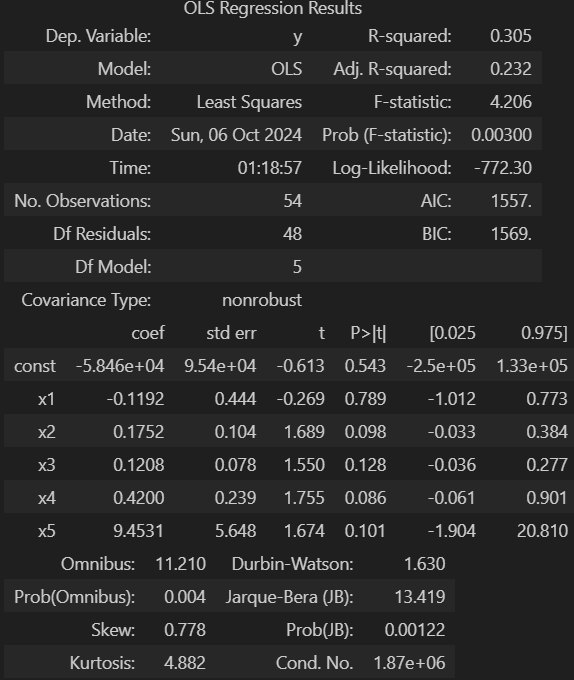 OLS Regression Results
Dep. Variable: y R-squared: 0.305
Model: OLS Adj. R-squared: 0.232
Method: Least Squares F-statistic: 4.206
Date: Sun, 06 Oct 2024 Prob (F-statistic): 0.00300
Time: 01:18:57 Log-Likelihood: -772.30
No. Observations: 54 AIC: 1557.
Df Residuals: 48 BIC: 1569.
Df Model: 5
Covariance Type: nonrobust
coef std err t P>|t| [0.025 0.975]
const -5.846e+04 9.54e+04 -0.613 0.543 -2.5e+05 1.33e+05
x1 -0.1192 0.444 -0.269 0.789 -1.012 0.773
x2 0.1752 0.104 1.689 0.098 -0.033 0.384
x3 0.1208 0.078 1.550 0.128 -0.036 0.277
x4 0.4200 0.239 1.755 0.086 -0.061 0.901
x5 9.4531 5.648 1.674 0.101 -1.904 20.810
Omnibus: 11.210 Durbin-Watson: 1.630
Prob(Omnibus): 0.004 Jarque-Bera (JB): 13.419
Skew: 0.778 Prob(JB): 0.00122
Kurtosis: 4.882 Cond. No. 1.87e+06